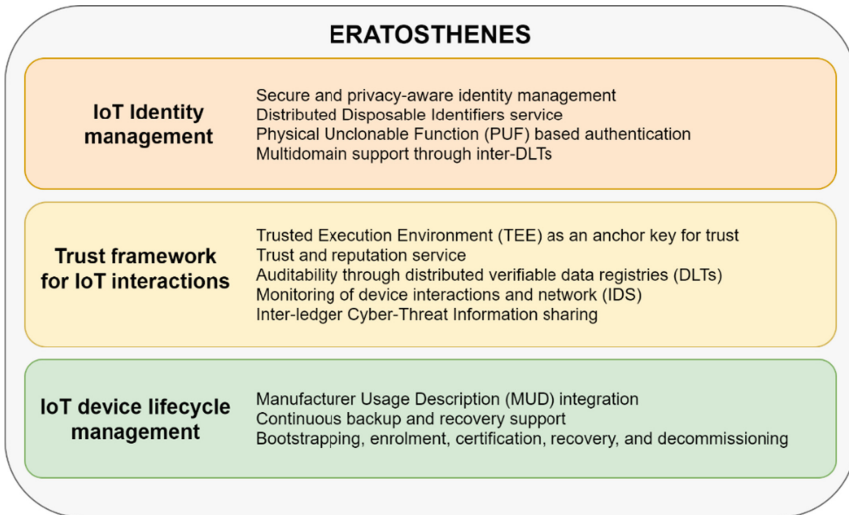 ERATOSTHENES
IoT Identity
management
Secure and privacy-aware identity management
Distributed Disposable Identifiers service
Physical Unclonable Function (PUF) based authentication
Multidomain support through inter-DLTs
Trust framework
for IoT interactions
Trusted Execution Environment (TEE) as an anchor key for trust
Trust and reputation service
Auditability through distributed verifiable data registries (DLTs)
Monitoring of device interactions and network (IDS)
Inter-ledger Cyber-Threat Information sharing
IoT device lifecycle
management
Manufacturer Usage Description (MUD) integration
Continuous backup and recovery support
Bootstrapping, enrolment, certification, recovery, and decommissioning